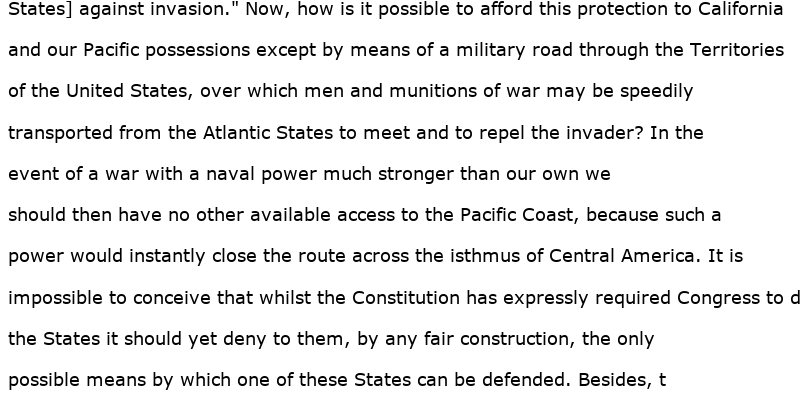 States] against invasion." Now, how is it possible to afford this protection to California
and our Pacific possessions except by means of a military road through the Territories
of the United States, over which men and munitions of war may be speedily
transported from the Atlantic States to meet and to repel the invader? In the
event of a war with a naval power much stronger than our own we
should then have no other available access to the Pacific Coast, because such a
power would instantly close the route across the isthmus of Central America. It is
impossible to conceive that whilst the Constitution has expressly required Congress to d
the States it should yet deny to them, by any fair construction, the only
possible means by which one of these States can be defended. Besides, t